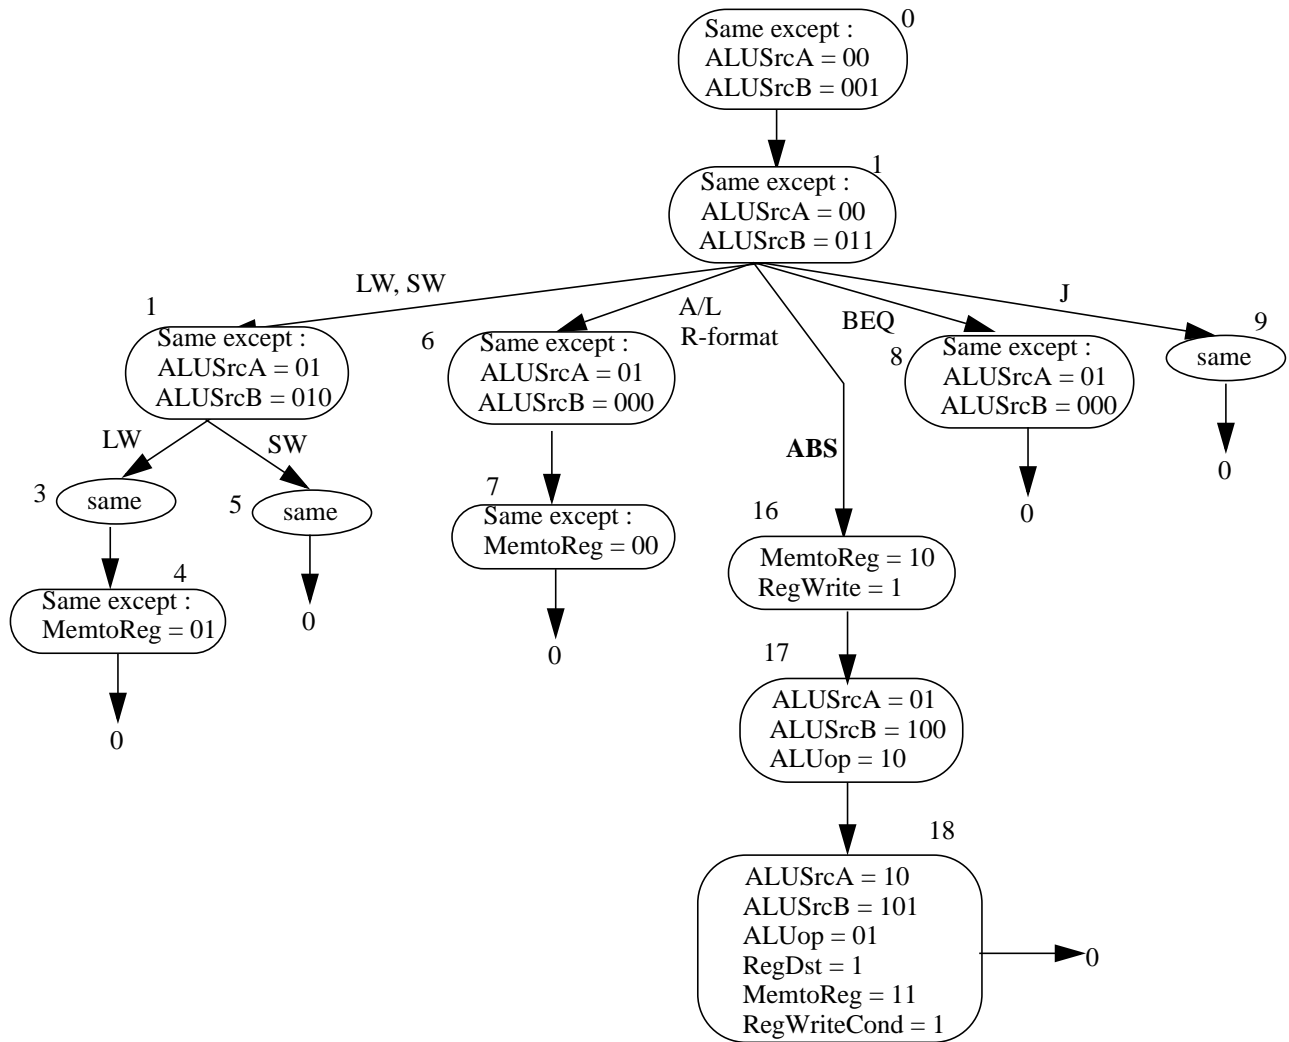 0
Same except :
ALUSrcA = 00
ALUSrcB = 001
1
Same except :
ALUSrcA = 00
ALUSrcB = 011
LW, SW
A/L
R-format
BEQ
J
ABS
1
Same except :
ALUSrcA = 01
ALUSrcB = 010
LW
SW
3
same
5
same
4
Same except :
MemtoReg = 01
0
0
6
Same except :
ALUSrcA = 01
ALUSrcB = 000
7
Same except :
MemtoReg = 00
0
16
MemtoReg = 10
RegWrite = 1
17
ALUSrcA = 01
ALUSrcB = 100
ALUop = 10
18
ALUSrcA = 10
ALUSrcB = 101
ALUop = 01
RegDst = 1
MemtoReg = 11
RegWriteCond = 1
0
8
Same except :
ALUSrcA = 01
ALUSrcB = 000
0
9
same
0